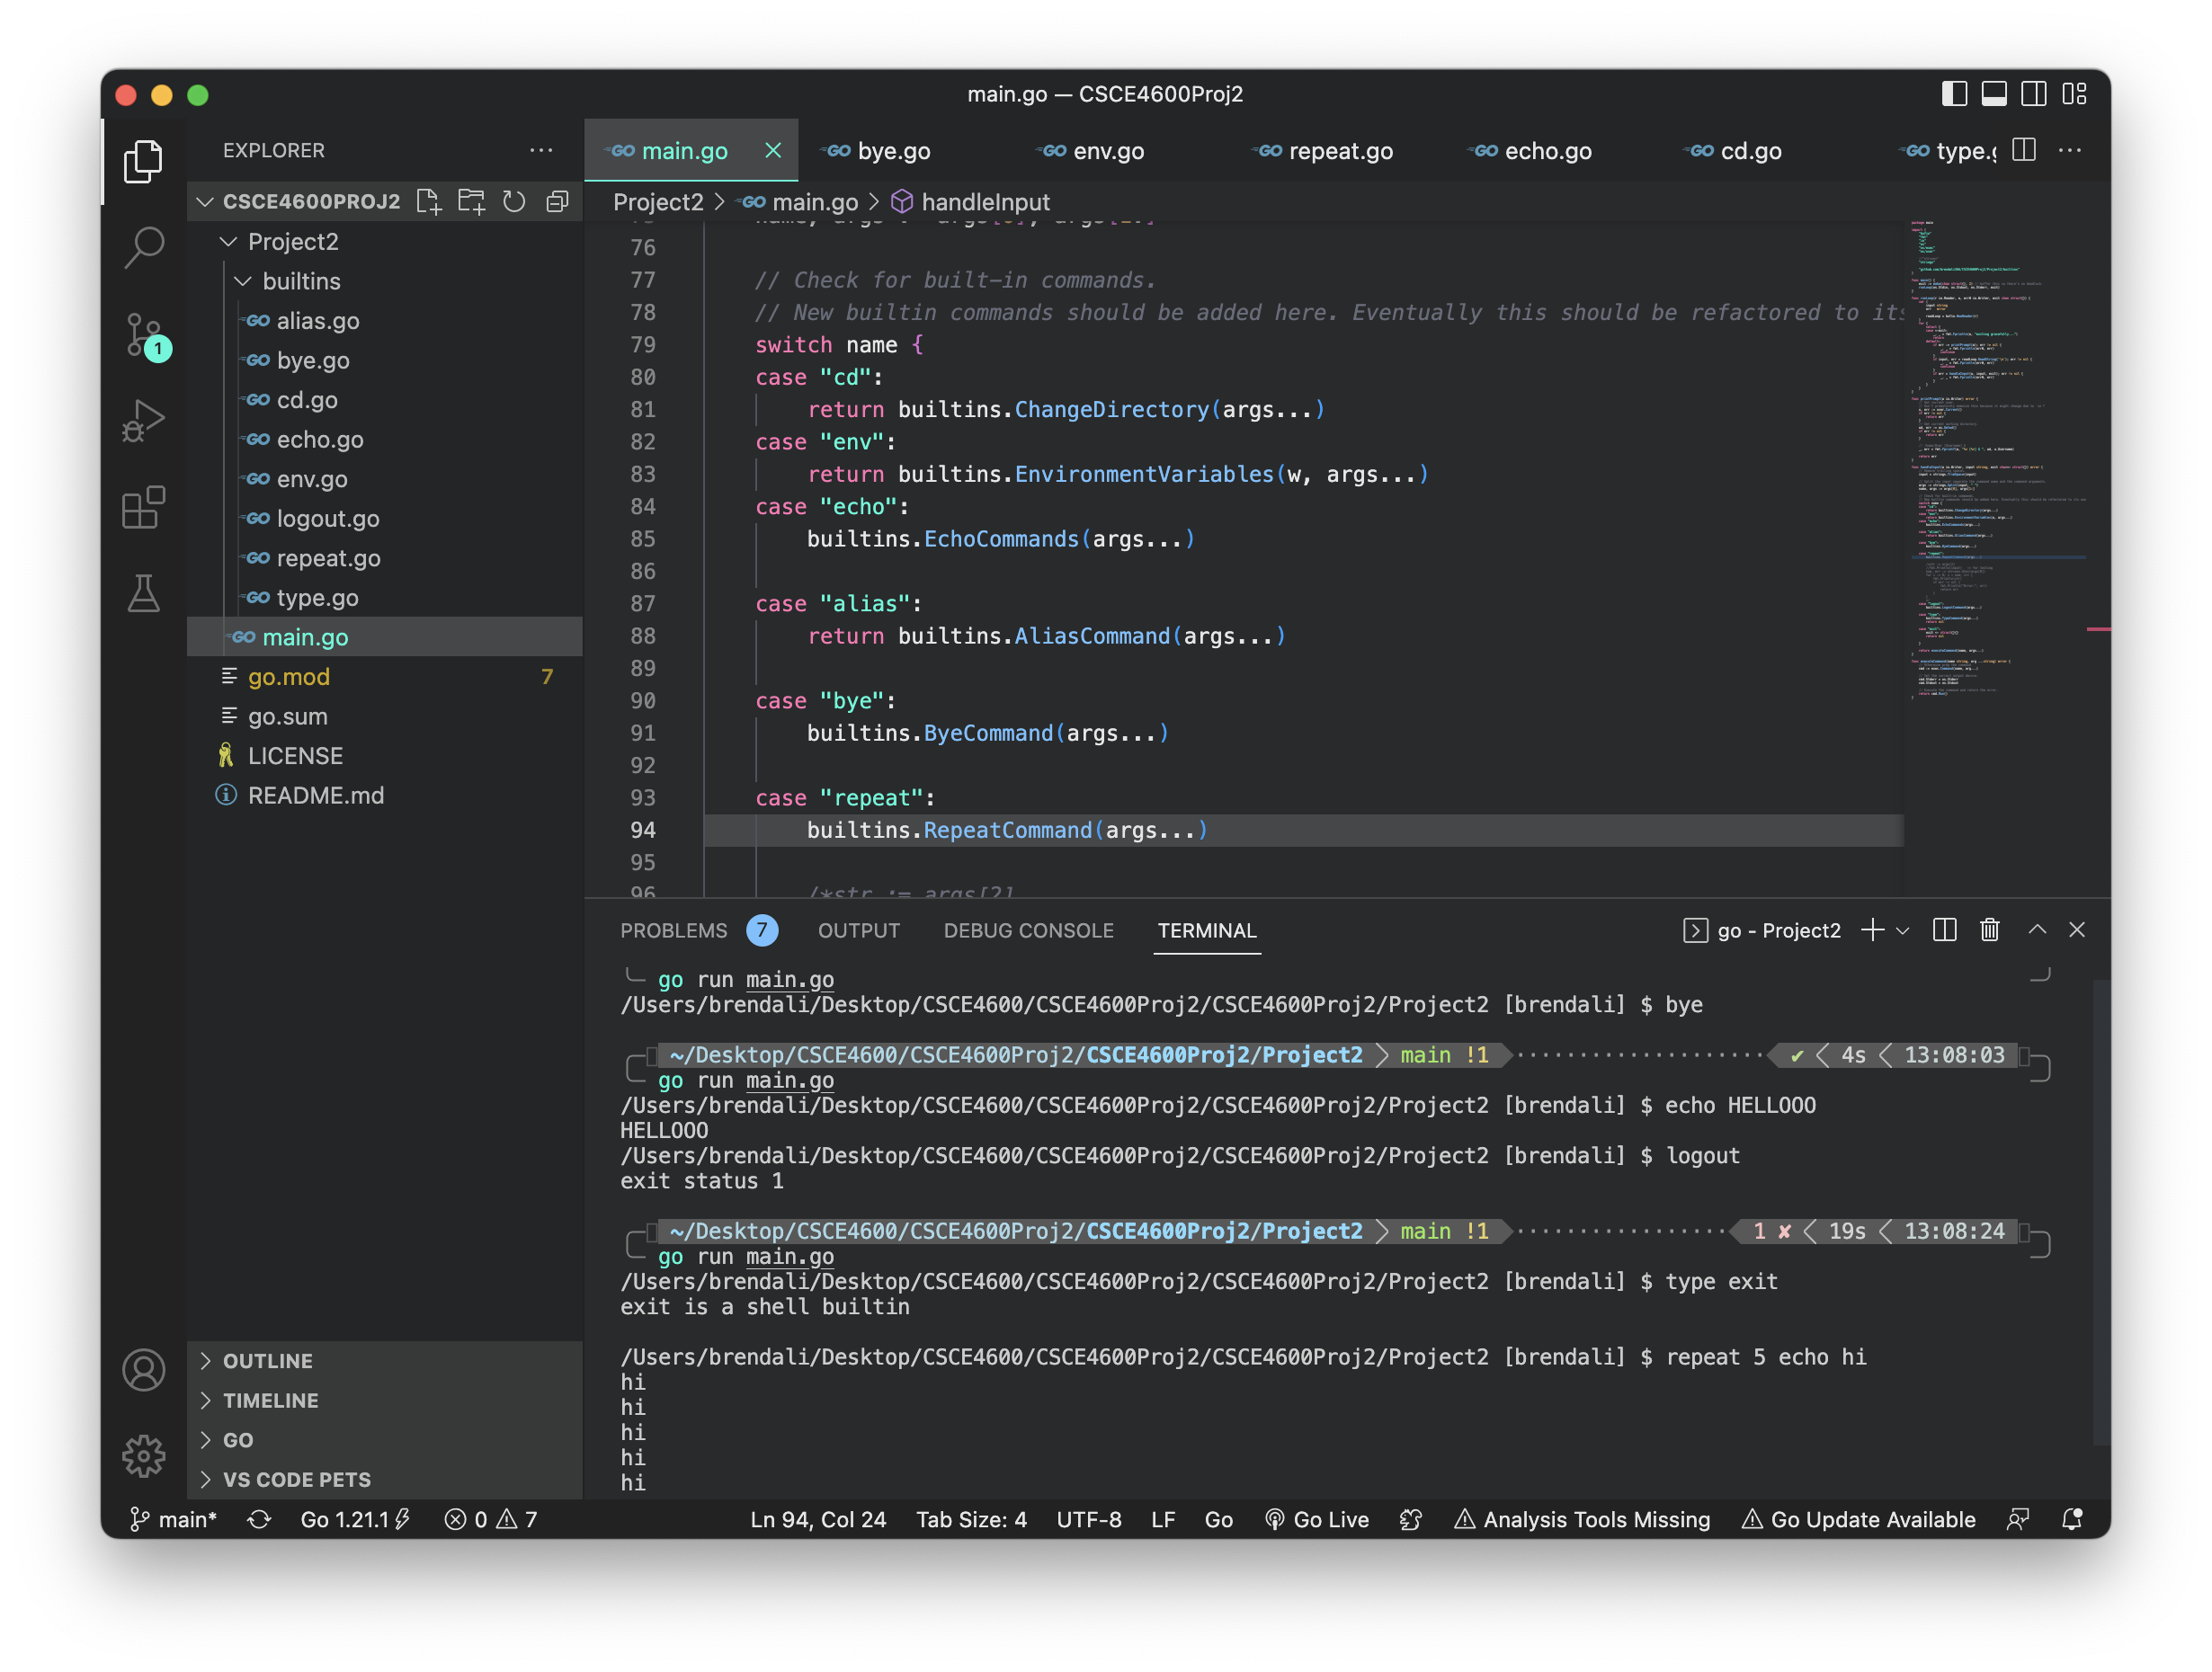 main.go — CSCE4600Proj2
EXPLORER
main.go
bye.go
env.go
repeat.go
echo.go
cd.go
CSCE4600PROJ2
Project2 > main.go > handleInput
Project2
builtins
alias.go
bye.go
cd.go
echo.go
env.go
logout.go
repeat.go
type.go
main.go
go.mod 7
go.sum
LICENSE
README.md
1
76
77 // Check for built-in commands.
78 // New builtin commands should be added here. Eventually this should be refactored to its
79 switch name {
80 case "cd":
81 return builtins.ChangeDirectory(args...)
82 case "env":
83 return builtins.EnvironmentVariables(w, args...)
84 case "echo":
85 builtins.EchoCommands(args...)
86
87 case "alias":
88 return builtins.AliasCommand(args...)
89
90 case "bye":
91 builtins.ByeCommand(args...)
92
93 case "repeat":
94 builtins.RepeatCommand(args...)
95
96 /*str := args[2]
PROBLEMS 7 OUTPUT DEBUG CONSOLE TERMINAL
go - Project2
go run main.go
/Users/brendali/Desktop/CSCE4600/CSCE4600Proj2/CSCE4600Proj2/Project2 [brendali] $ bye
~/Desktop/CSCE4600/CSCE4600Proj2/CSCE4600Proj2/Project2 main !1 ✔ 4s 13:08:03
go run main.go
/Users/brendali/Desktop/CSCE4600/CSCE4600Proj2/CSCE4600Proj2/Project2 [brendali] $ echo HELLOOO
HELLOOO
/Users/brendali/Desktop/CSCE4600/CSCE4600Proj2/CSCE4600Proj2/Project2 [brendali] $ logout
exit status 1
~/Desktop/CSCE4600/CSCE4600Proj2/CSCE4600Proj2/Project2 main !1 1 ✘ 19s 13:08:24
go run main.go
/Users/brendali/Desktop/CSCE4600/CSCE4600Proj2/CSCE4600Proj2/Project2 [brendali] $ type exit
exit is a shell builtin
/Users/brendali/Desktop/CSCE4600/CSCE4600Proj2/CSCE4600Proj2/Project2 [brendali] $ repeat 5 echo hi
hi
hi
hi
hi
hi
OUTLINE
TIMELINE
GO
VS CODE PETS
main* Go 1.21.1 0 7 Ln 94, Col 24 Tab Size: 4 UTF-8 LF Go Go Live Analysis Tools Missing Go Update Available